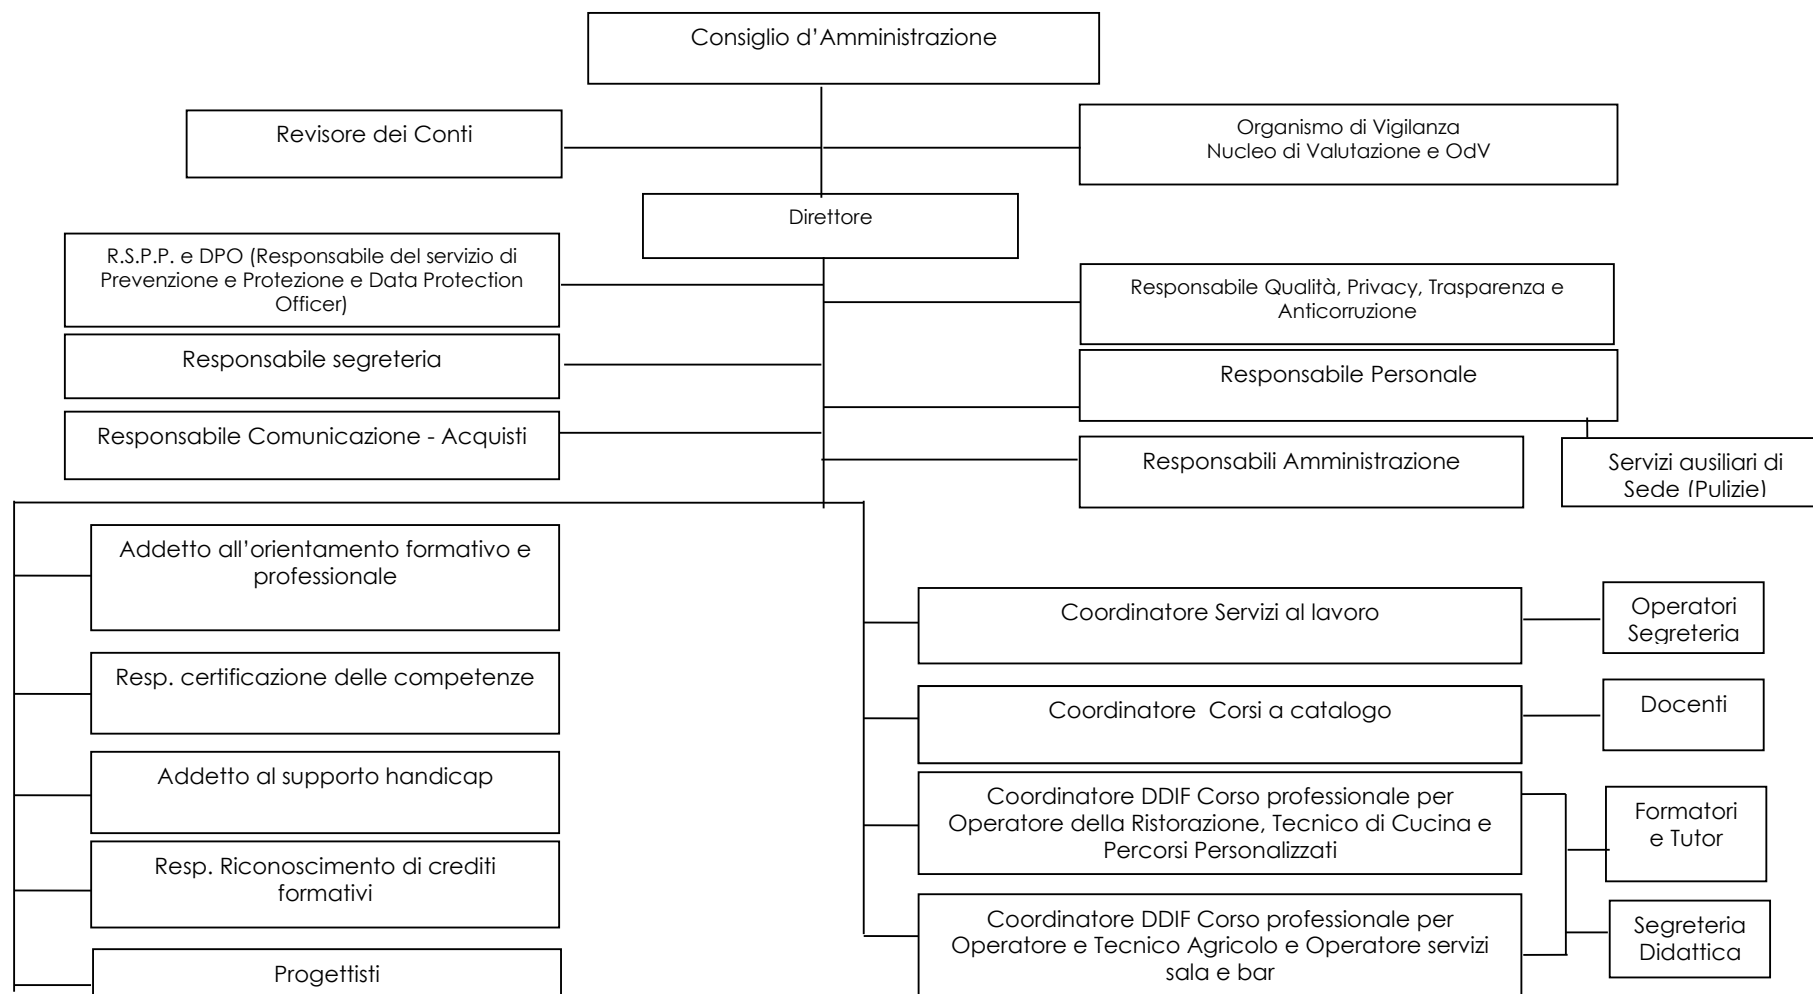 Consiglio d'Amministrazione
Revisore dei Conti
Organismo di Vigilanza
Nucleo di Valutazione e OdV
Direttore
R.S.P.P. e DPO (Responsabile del servizio di
Prevenzione e Protezione e Data Protection
Officer)
Responsabile Qualità, Privacy, Trasparenza e
Anticorruzione
Responsabile segreteria
Responsabile Personale
Responsabile Comunicazione - Acquisti
Responsabili Amministrazione
Servizi ausiliari di
Sede (Pulizie)
Addetto all'orientamento formativo e
professionale
Resp. certificazione delle competenze
Addetto al supporto handicap
Resp. Riconoscimento di crediti
formativi
Progettisti
Coordinatore Servizi al lavoro
Operatori
Segreteria
Coordinatore  Corsi a catalogo
Docenti
Coordinatore DDIF Corso professionale per
Operatore della Ristorazione, Tecnico di Cucina e
Percorsi Personalizzati
Formatori
e Tutor
Coordinatore DDIF Corso professionale per
Operatore e Tecnico Agricolo e Operatore servizi
sala e bar
Segreteria
Didattica